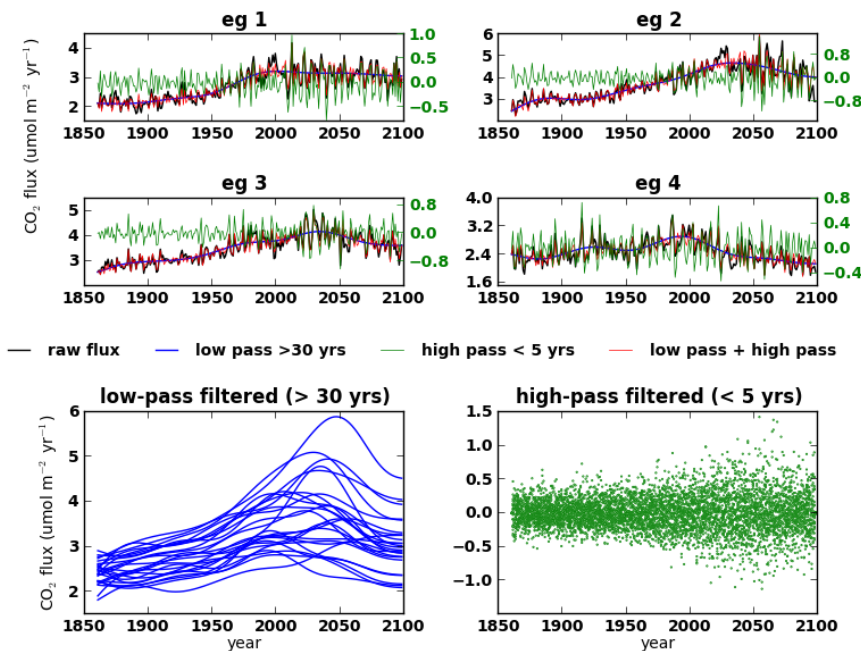 eg 1
eg 2
CO₂ flux (umol m⁻² yr⁻¹)
4
3
2
1.0
0.5
0.0
−0.5
1850 1900 1950 2000 2050 2100
6
5
4
3
0.8
0.0
−0.8
1850 1900 1950 2000 2050 2100
eg 3
eg 4
5
4
3
0.8
0.0
−0.8
1850 1900 1950 2000 2050 2100
4.0
3.2
2.4
1.6
0.8
0.4
0.0
−0.4
1850 1900 1950 2000 2050 2100
raw flux low pass >30 yrs high pass < 5 yrs low pass + high pass
low-pass filtered (> 30 yrs)
high-pass filtered (< 5 yrs)
CO₂ flux (umol m⁻² yr⁻¹)
6
5
4
3
2
1850 1900 1950 2000 2050 2100
year
1.5
1.0
0.5
0.0
−0.5
−1.0
1850 1900 1950 2000 2050 2100
year